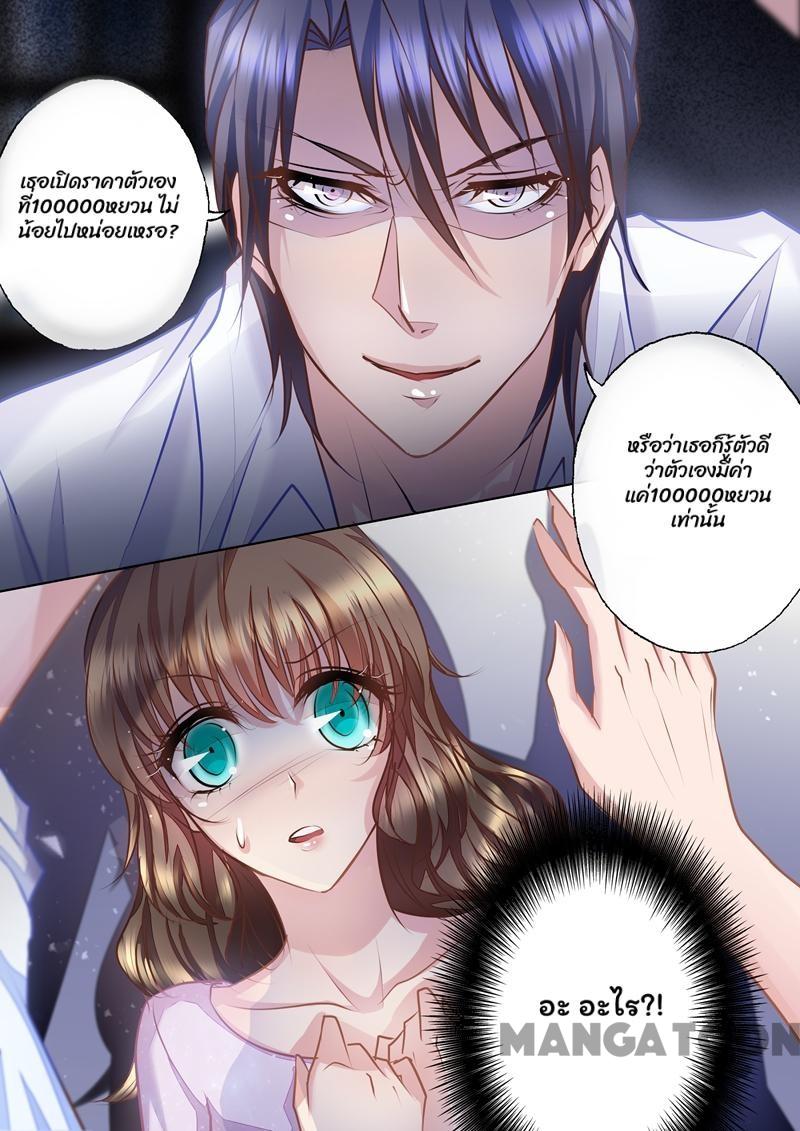 เธอเปิดราคาตัวเอง
ที่100000หยวน ไม่
น้อยไปหน่อยเหรอ?
หรือว่าเธอก็รู้ตัวดี
ว่าตัวเองมีค่า
แค่100000หยวน
เท่านั้น
อะ อะไร?!
MANGATOON